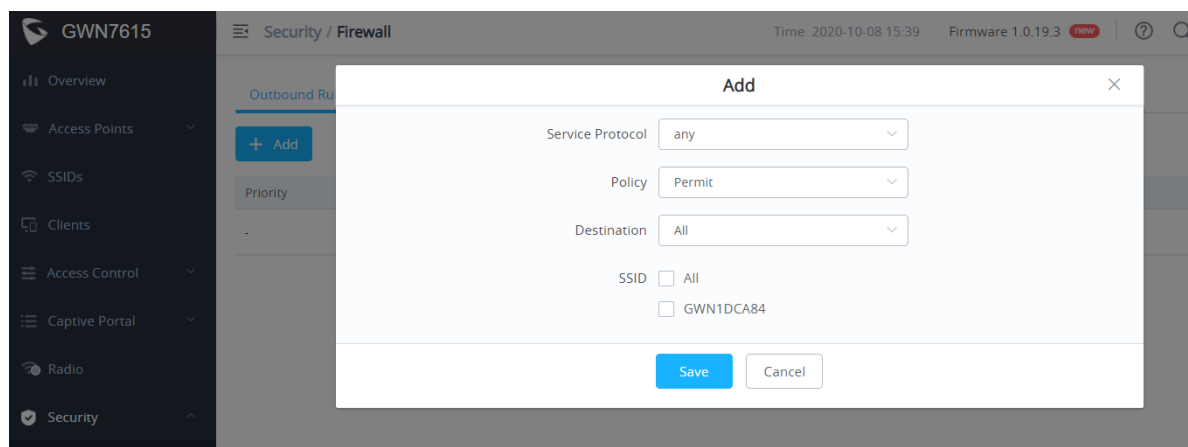 GWN7615
Security / Firewall
Time 2020-10-08 15:39
Firmware 1.0.19.3 new
Overview
Access Points
SSIDs
Clients
Access Control
Captive Portal
Radio
Security
Outbound Ru
+ Add
Priority
-
Add
Service Protocol any
Policy Permit
Destination All
SSID All
GWN1DCA84
Save Cancel